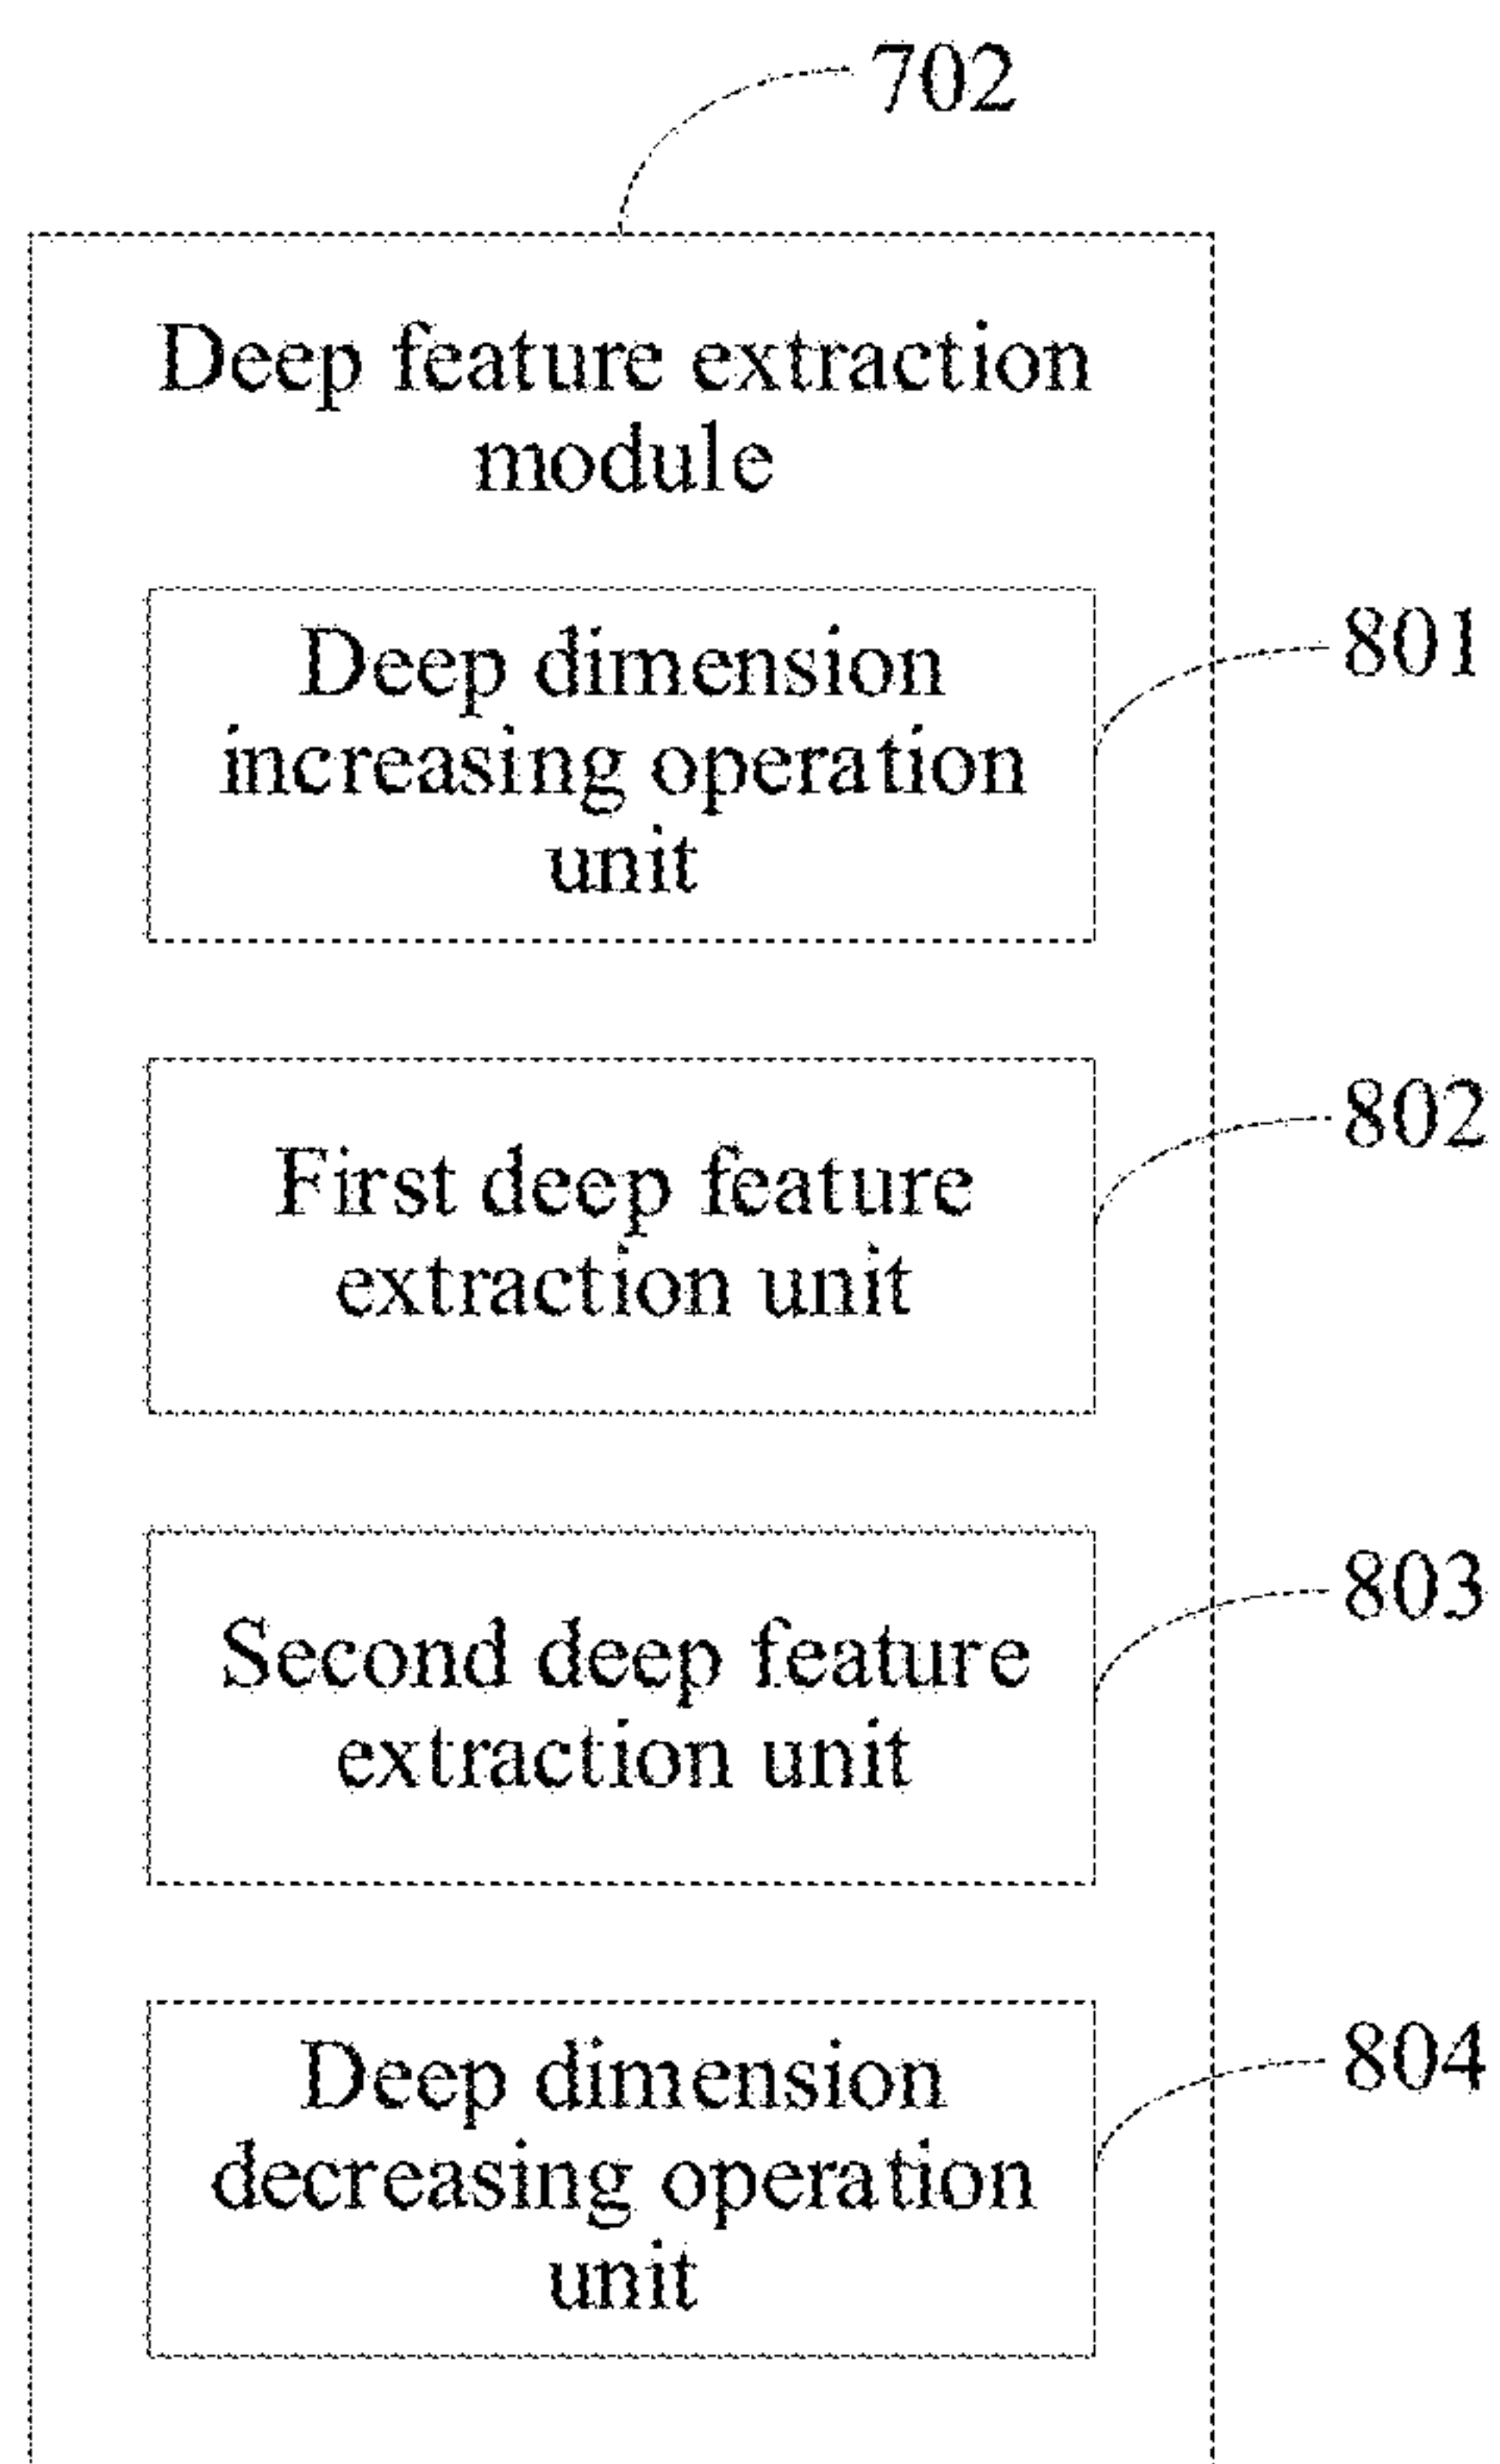 702
Deep feature extraction
module
Deep dimension
increasing operation
unit
801
First deep feature
extraction unit
802
Second deep feature
extraction unit
803
Deep dimension
decreasing operation
unit
804